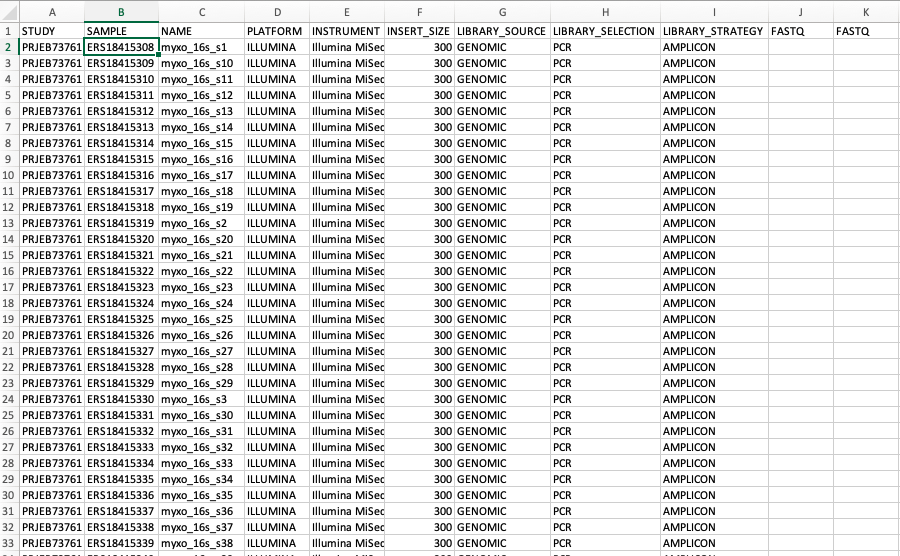 A B C D E F G H I J K
1 STUDY SAMPLE NAME PLATFORM INSTRUMENT INSERT_SIZE LIBRARY_SOURCE LIBRARY_SELECTION LIBRARY_STRATEGY FASTQ FASTQ
2 PRJEB73761 ERS18415308 myxo_16s_s1 ILLUMINA Illumina MiSec 300 GENOMIC PCR AMPLICON
3 PRJEB73761 ERS18415309 myxo_16s_s10 ILLUMINA Illumina MiSec 300 GENOMIC PCR AMPLICON
4 PRJEB73761 ERS18415310 myxo_16s_s11 ILLUMINA Illumina MiSec 300 GENOMIC PCR AMPLICON
5 PRJEB73761 ERS18415311 myxo_16s_s12 ILLUMINA Illumina MiSec 300 GENOMIC PCR AMPLICON
6 PRJEB73761 ERS18415312 myxo_16s_s13 ILLUMINA Illumina MiSec 300 GENOMIC PCR AMPLICON
7 PRJEB73761 ERS18415313 myxo_16s_s14 ILLUMINA Illumina MiSec 300 GENOMIC PCR AMPLICON
8 PRJEB73761 ERS18415314 myxo_16s_s15 ILLUMINA Illumina MiSec 300 GENOMIC PCR AMPLICON
9 PRJEB73761 ERS18415315 myxo_16s_s16 ILLUMINA Illumina MiSec 300 GENOMIC PCR AMPLICON
10 PRJEB73761 ERS18415316 myxo_16s_s17 ILLUMINA Illumina MiSec 300 GENOMIC PCR AMPLICON
11 PRJEB73761 ERS18415317 myxo_16s_s18 ILLUMINA Illumina MiSec 300 GENOMIC PCR AMPLICON
12 PRJEB73761 ERS18415318 myxo_16s_s19 ILLUMINA Illumina MiSec 300 GENOMIC PCR AMPLICON
13 PRJEB73761 ERS18415319 myxo_16s_s2 ILLUMINA Illumina MiSec 300 GENOMIC PCR AMPLICON
14 PRJEB73761 ERS18415320 myxo_16s_s20 ILLUMINA Illumina MiSec 300 GENOMIC PCR AMPLICON
15 PRJEB73761 ERS18415321 myxo_16s_s21 ILLUMINA Illumina MiSec 300 GENOMIC PCR AMPLICON
16 PRJEB73761 ERS18415322 myxo_16s_s22 ILLUMINA Illumina MiSec 300 GENOMIC PCR AMPLICON
17 PRJEB73761 ERS18415323 myxo_16s_s23 ILLUMINA Illumina MiSec 300 GENOMIC PCR AMPLICON
18 PRJEB73761 ERS18415324 myxo_16s_s24 ILLUMINA Illumina MiSec 300 GENOMIC PCR AMPLICON
19 PRJEB73761 ERS18415325 myxo_16s_s25 ILLUMINA Illumina MiSec 300 GENOMIC PCR AMPLICON
20 PRJEB73761 ERS18415326 myxo_16s_s26 ILLUMINA Illumina MiSec 300 GENOMIC PCR AMPLICON
21 PRJEB73761 ERS18415327 myxo_16s_s27 ILLUMINA Illumina MiSec 300 GENOMIC PCR AMPLICON
22 PRJEB73761 ERS18415328 myxo_16s_s28 ILLUMINA Illumina MiSec 300 GENOMIC PCR AMPLICON
23 PRJEB73761 ERS18415329 myxo_16s_s29 ILLUMINA Illumina MiSec 300 GENOMIC PCR AMPLICON
24 PRJEB73761 ERS18415330 myxo_16s_s3 ILLUMINA Illumina MiSec 300 GENOMIC PCR AMPLICON
25 PRJEB73761 ERS18415331 myxo_16s_s30 ILLUMINA Illumina MiSec 300 GENOMIC PCR AMPLICON
26 PRJEB73761 ERS18415332 myxo_16s_s31 ILLUMINA Illumina MiSec 300 GENOMIC PCR AMPLICON
27 PRJEB73761 ERS18415333 myxo_16s_s32 ILLUMINA Illumina MiSec 300 GENOMIC PCR AMPLICON
28 PRJEB73761 ERS18415334 myxo_16s_s33 ILLUMINA Illumina MiSec 300 GENOMIC PCR AMPLICON
29 PRJEB73761 ERS18415335 myxo_16s_s34 ILLUMINA Illumina MiSec 300 GENOMIC PCR AMPLICON
30 PRJEB73761 ERS18415336 myxo_16s_s35 ILLUMINA Illumina MiSec 300 GENOMIC PCR AMPLICON
31 PRJEB73761 ERS18415337 myxo_16s_s36 ILLUMINA Illumina MiSec 300 GENOMIC PCR AMPLICON
32 PRJEB73761 ERS18415338 myxo_16s_s37 ILLUMINA Illumina MiSec 300 GENOMIC PCR AMPLICON
33 PRJEB73761 ERS18415339 myxo_16s_s38 ILLUMINA Illumina MiSec 300 GENOMIC PCR AMPLICON